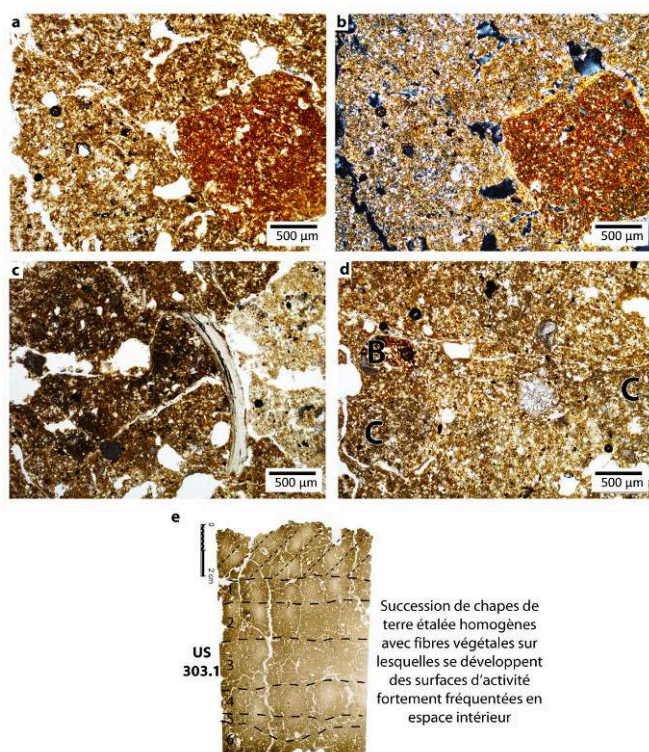 a
b
500 µm
500 µm
c
d
B
C
C
500 µm
500 µm
e
0
2 cm
1
2
US
303.1
3
4
5
6
Succession de chapes de
terre étalée homogènes
avec fibres végétales sur
lesquelles se développent
des surfaces d’activité
fortement fréquentées en
espace intérieur